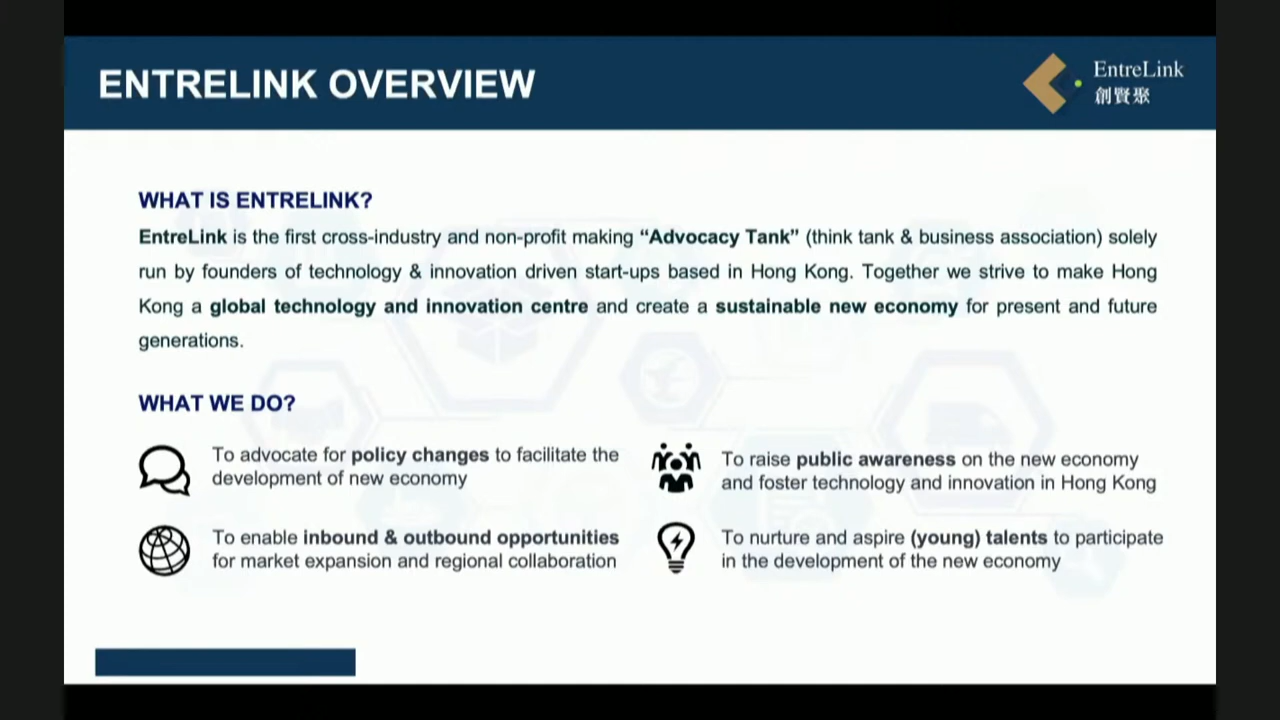 ENTRELINK OVERVIEW
EntreLink
創賢聚
WHAT IS ENTRELINK?
EntreLink is the first cross-industry and non-profit making “Advocacy Tank” (think tank & business association) solely
run by founders of technology & innovation driven start-ups based in Hong Kong. Together we strive to make Hong
Kong a global technology and innovation centre and create a sustainable new economy for present and future
generations.
WHAT WE DO?
To advocate for policy changes to facilitate the
development of new economy
To raise public awareness on the new economy
and foster technology and innovation in Hong Kong
To enable inbound & outbound opportunities
for market expansion and regional collaboration
To nurture and aspire (young) talents to participate
in the development of the new economy